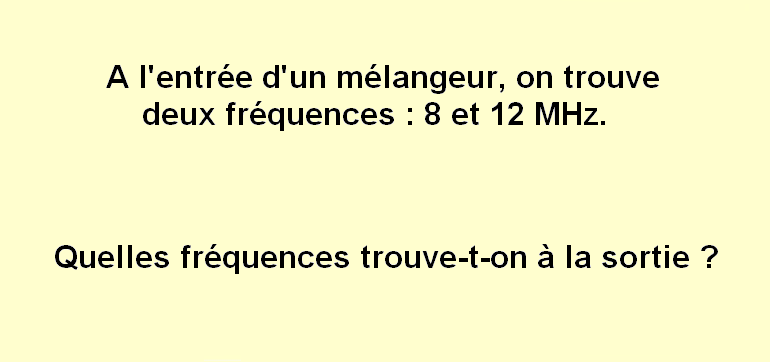 A l'entrée d'un mélangeur, on trouve
deux fréquences : 8 et 12 MHz.
Quelles fréquences trouve-t-on à la sortie ?